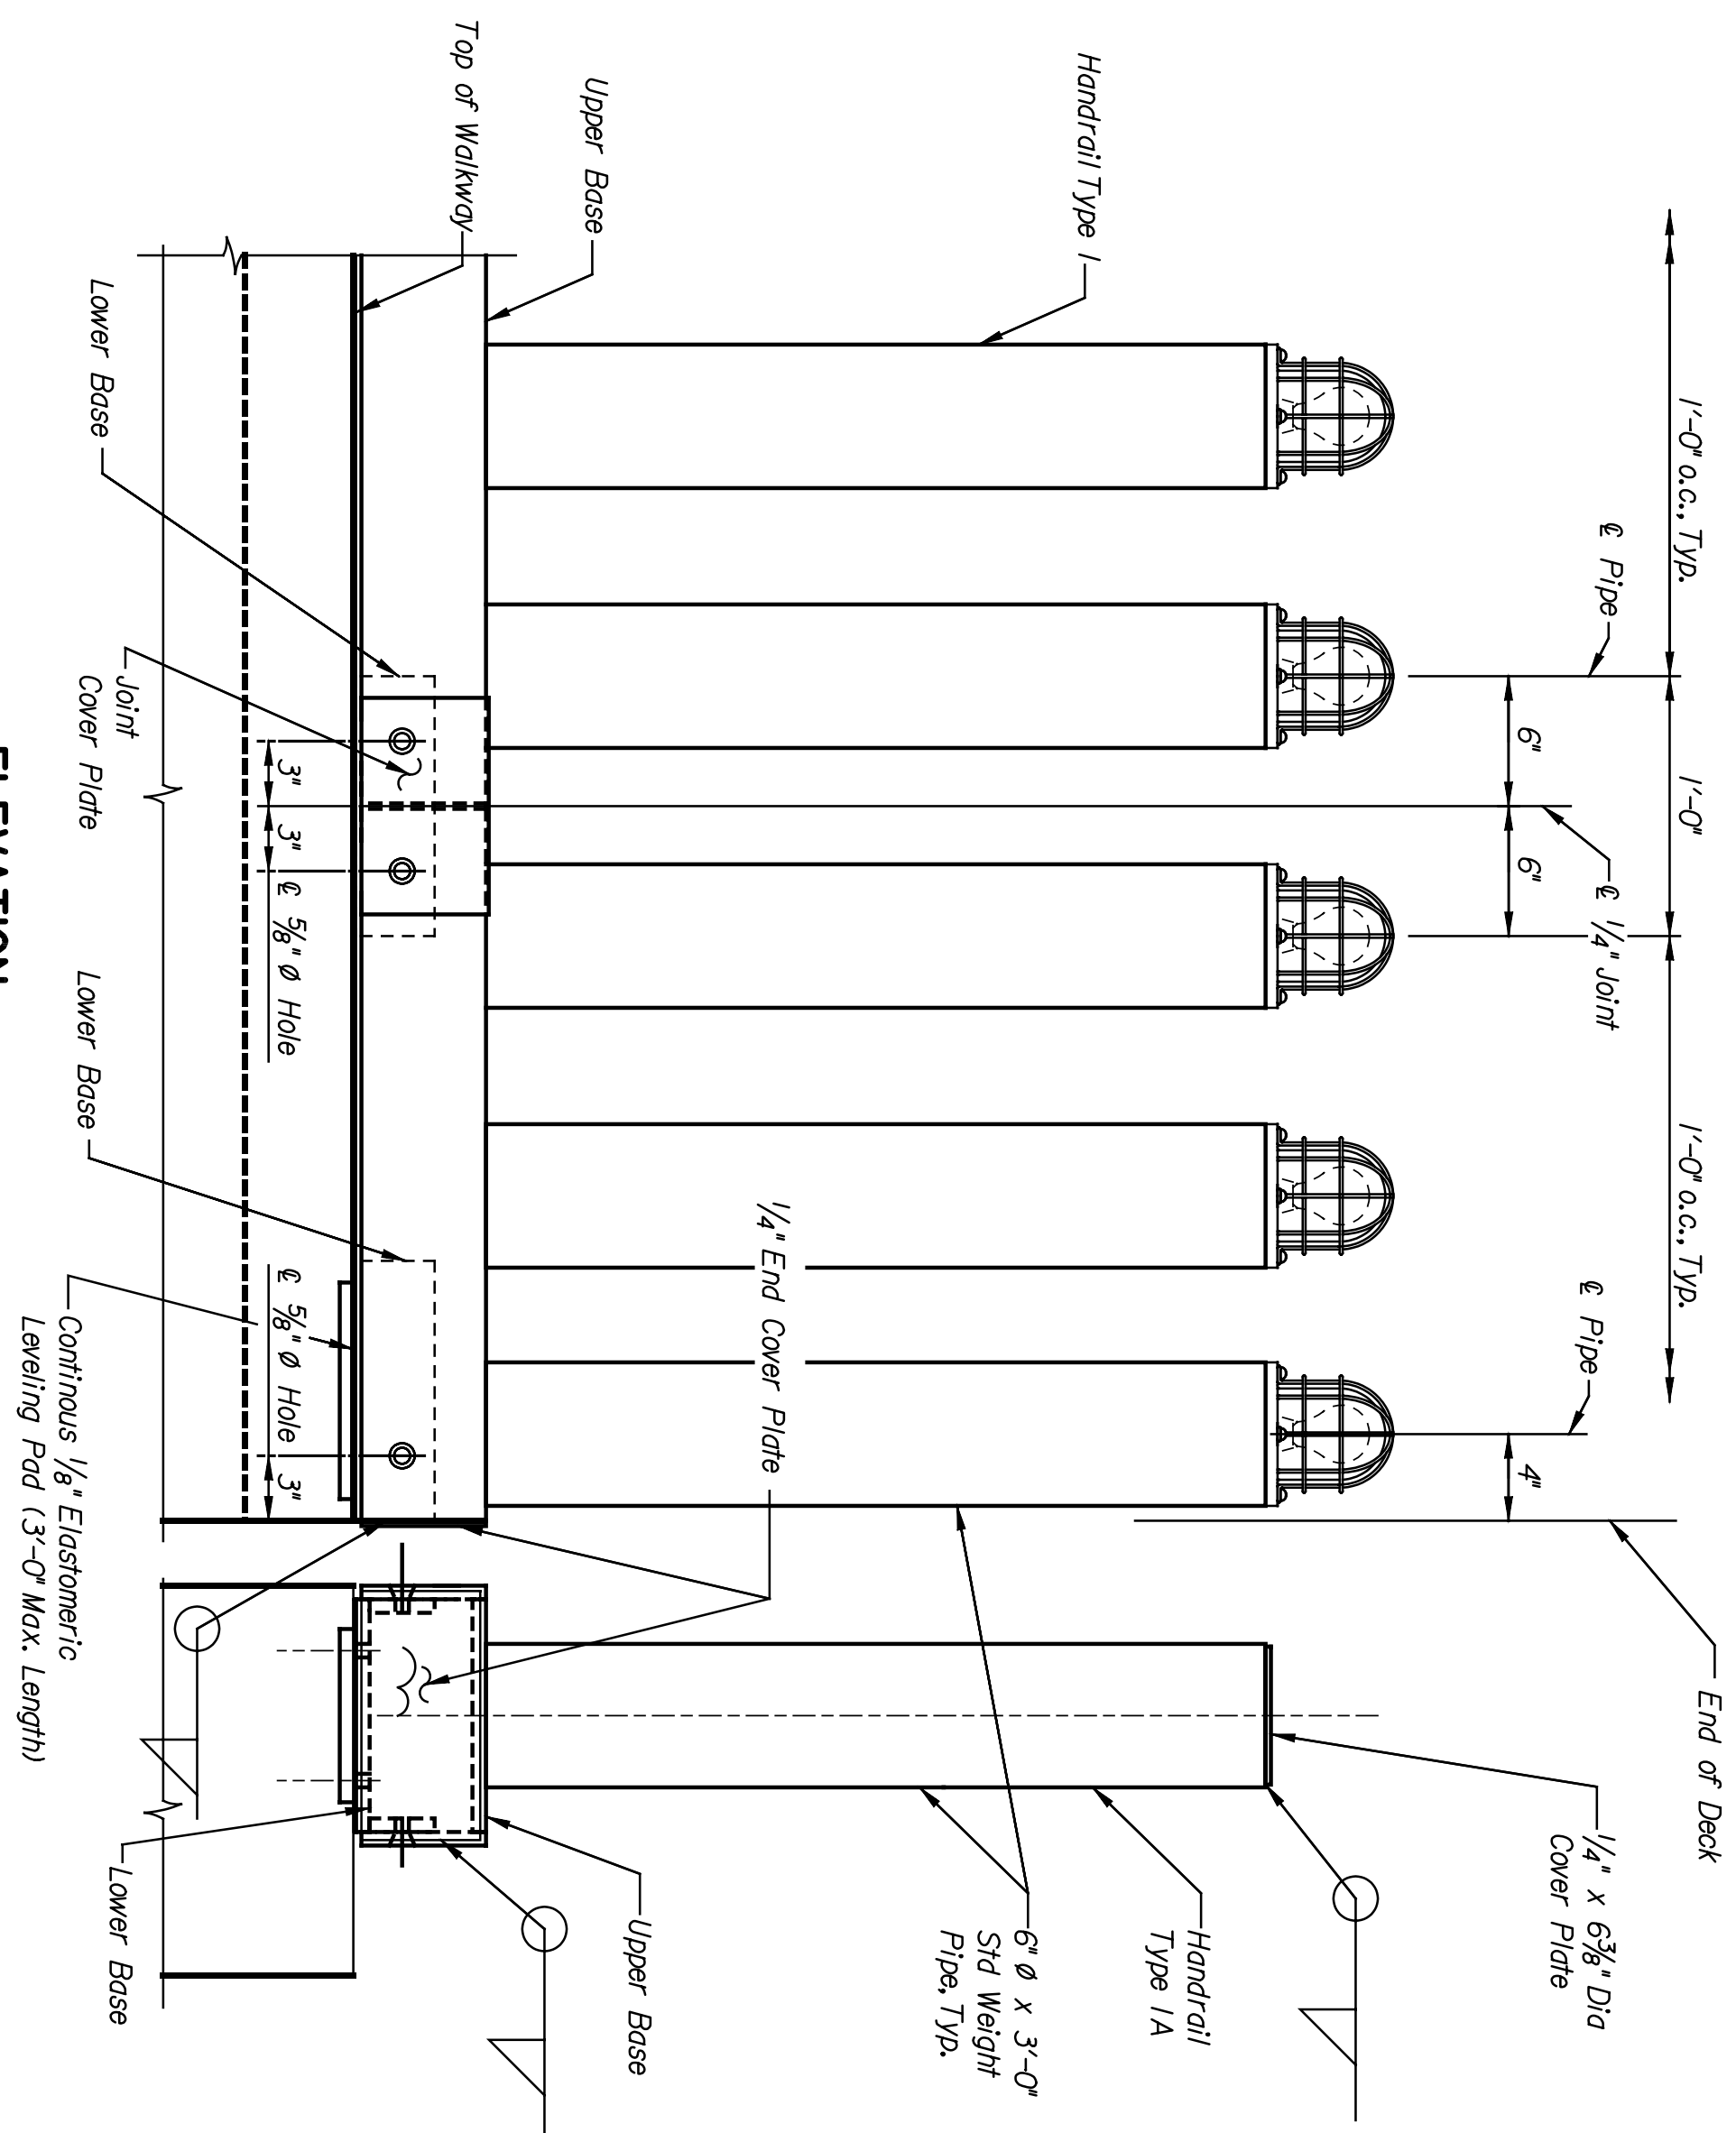 1'-0" o.c., Typ.
1'-0"
1'-0" o.c., Typ.
End of Deck
℄ Pipe
6"
6"
℄ 1/4" Joint
℄ Pipe
4"
1/4" x 6 3/8" Dia
Cover Plate
Handrail Type I
Handrail
Type IA
6" Ø x 3'-0"
Std Weight
Pipe, Typ.
1/4" End Cover Plate
Upper Base
Upper Base
Top of Walkway
3"
3"
℄ 5/8" Ø Hole
℄ 5/8" Ø Hole
3"
Lower Base
Joint
Cover Plate
Lower Base
Lower Base
Continous 1/8" Elastomeric
Leveling Pad (3'-0" Max. Length)
ELEVATION